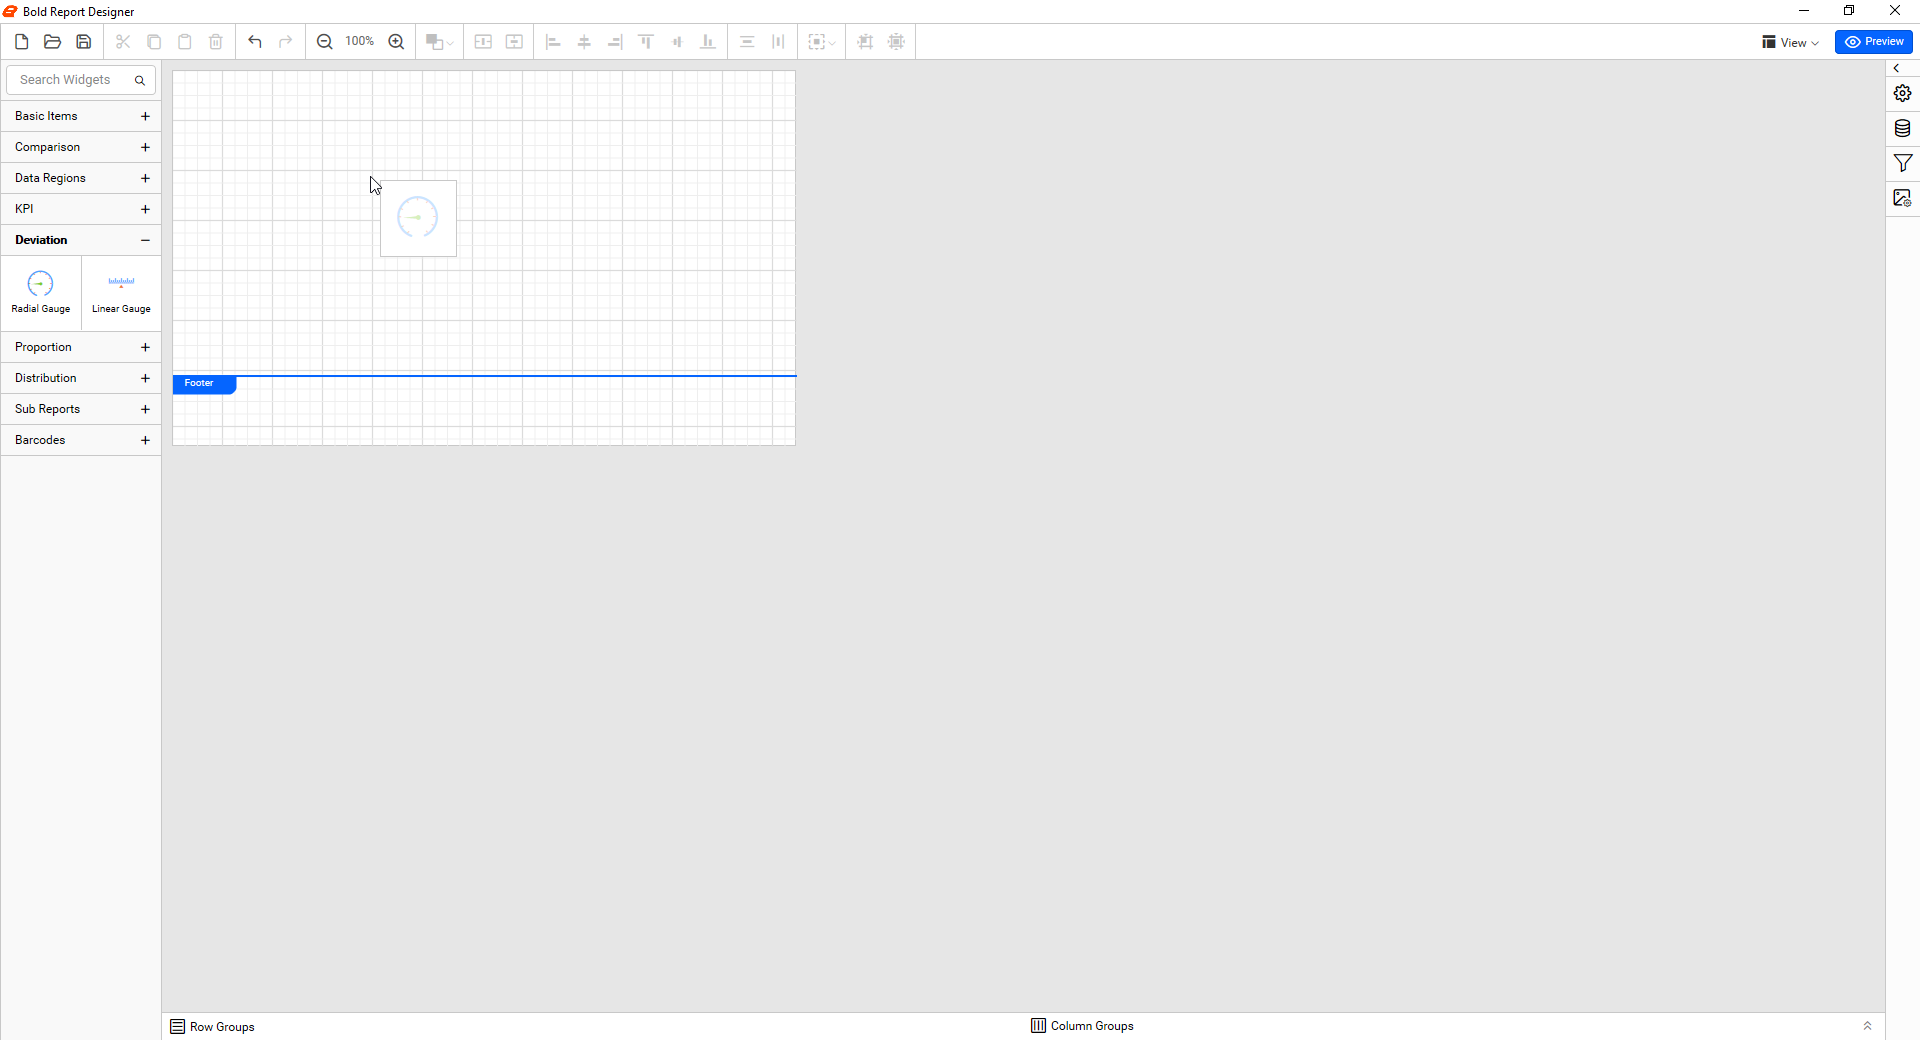 Bold Report Designer
100%
View
Preview
Search Widgets
Basic Items
Comparison
Data Regions
KPI
Deviation
Radial Gauge
Linear Gauge
Proportion
Distribution
Sub Reports
Barcodes
Footer
Row Groups
Column Groups